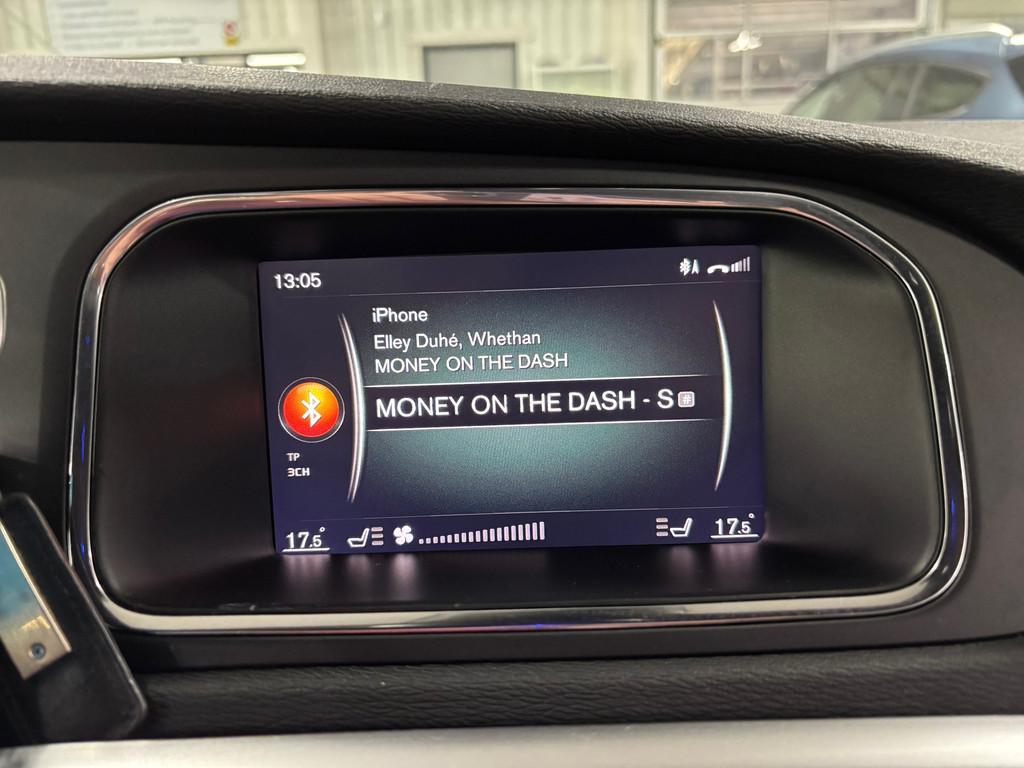 13:05
iPhone
Elley Duhé, Whethan
MONEY ON THE DASH
MONEY ON THE DASH - S #
TP
3CH
17.5°
17.5°